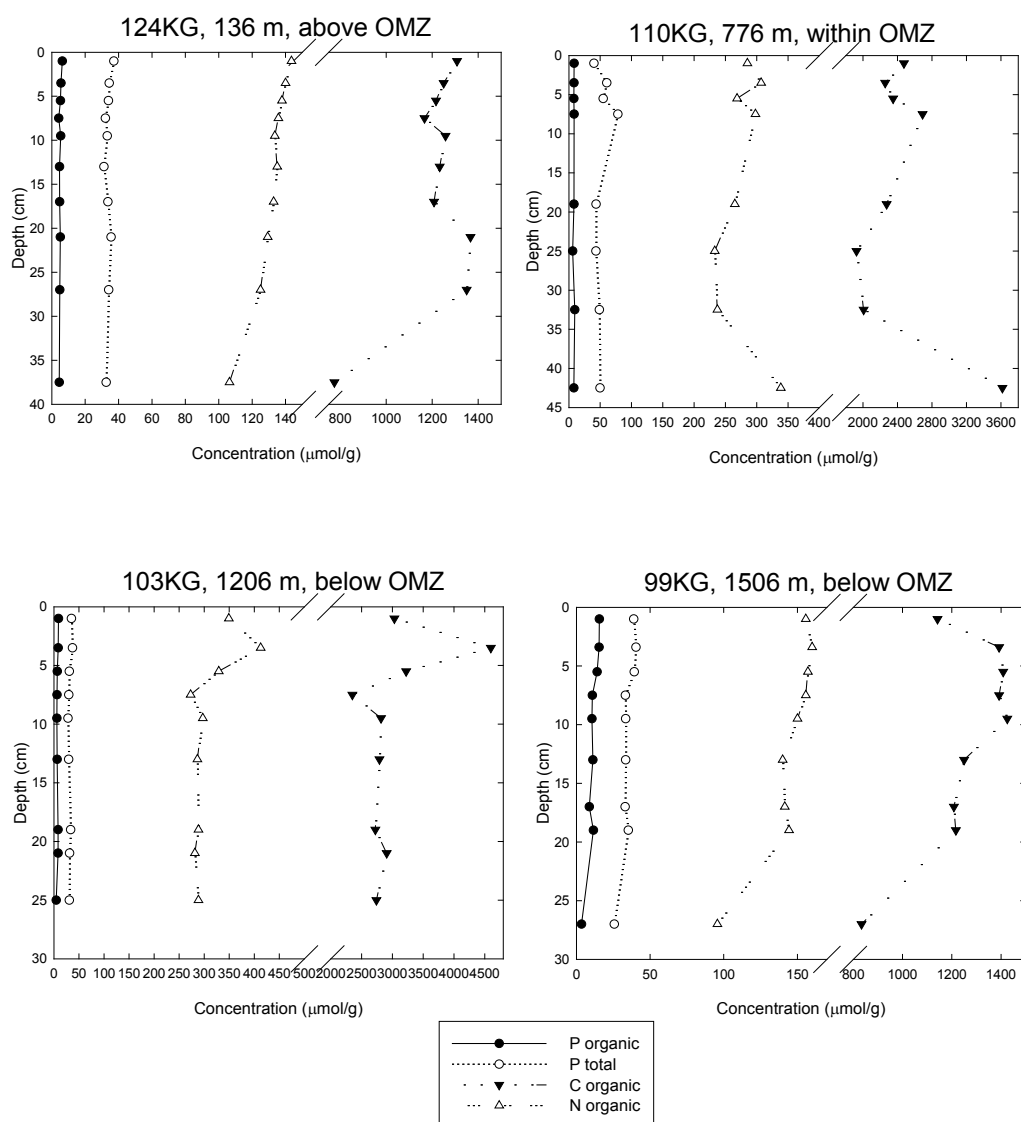 124KG, 136 m, above OMZ
0
5
10
15
20
25
30
35
40
Depth (cm)
0 20 40 60 80 100 120 140 800 1000 1200 1400
Concentration (μmol/g)
110KG, 776 m, within OMZ
0
5
10
15
20
25
30
35
40
45
Depth (cm)
0 50 100 150 200 250 300 350 400 2000 2400 2800 3200 3600
Concentration (μmol/g)
103KG, 1206 m, below OMZ
0
5
10
15
20
25
30
Depth (cm)
0 50 100 150 200 250 300 350 400 450 500 2000 2500 3000 3500 4000 4500
Concentration (μmol/g)
99KG, 1506 m, below OMZ
0
5
10
15
20
25
30
Depth (cm)
0 50 100 150 800 1000 1200 1400
Concentration (μmol/g)
P organic
P total
C organic
N organic